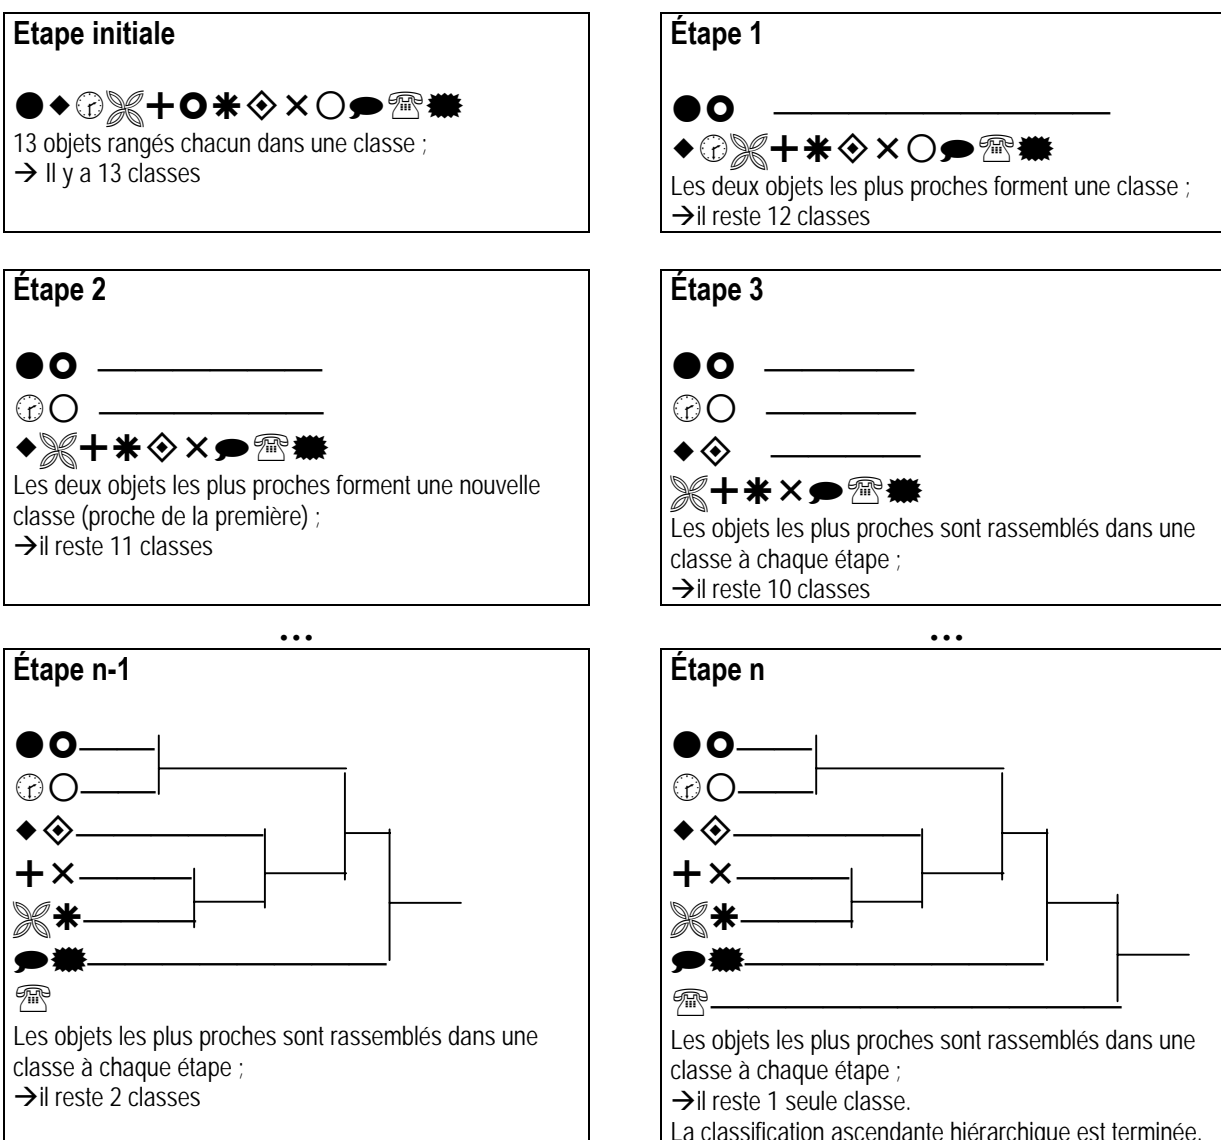 Etape initiale
13 objets rangés chacun dans une classe ;
→ Il y a 13 classes
Étape 1
Les deux objets les plus proches forment une classe ;
→il reste 12 classes
Étape 2
Les deux objets les plus proches forment une nouvelle
classe (proche de la première) ;
→il reste 11 classes
Étape 3
Les objets les plus proches sont rassemblés dans une
classe à chaque étape ;
→il reste 10 classes
...
...
Étape n-1
Les objets les plus proches sont rassemblés dans une
classe à chaque étape ;
→il reste 2 classes
Étape n
Les objets les plus proches sont rassemblés dans une
classe à chaque étape ;
→il reste 1 seule classe.
La classification ascendante hiérarchique est terminée.